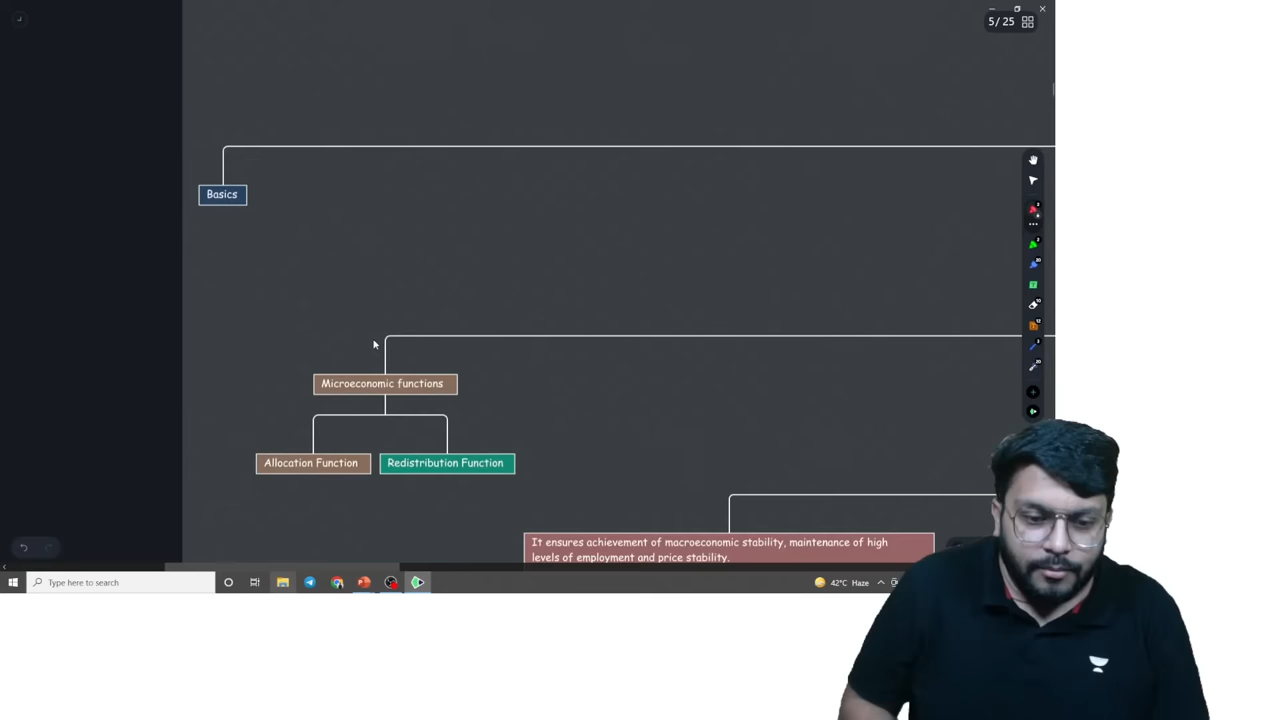 5/25
Basics
Microeconomic functions
Allocation Function
Redistribution Function
It ensures achievement of macroeconomic stability, maintenance of high
levels of employment and price stability.
Type here to search
42°C Haze